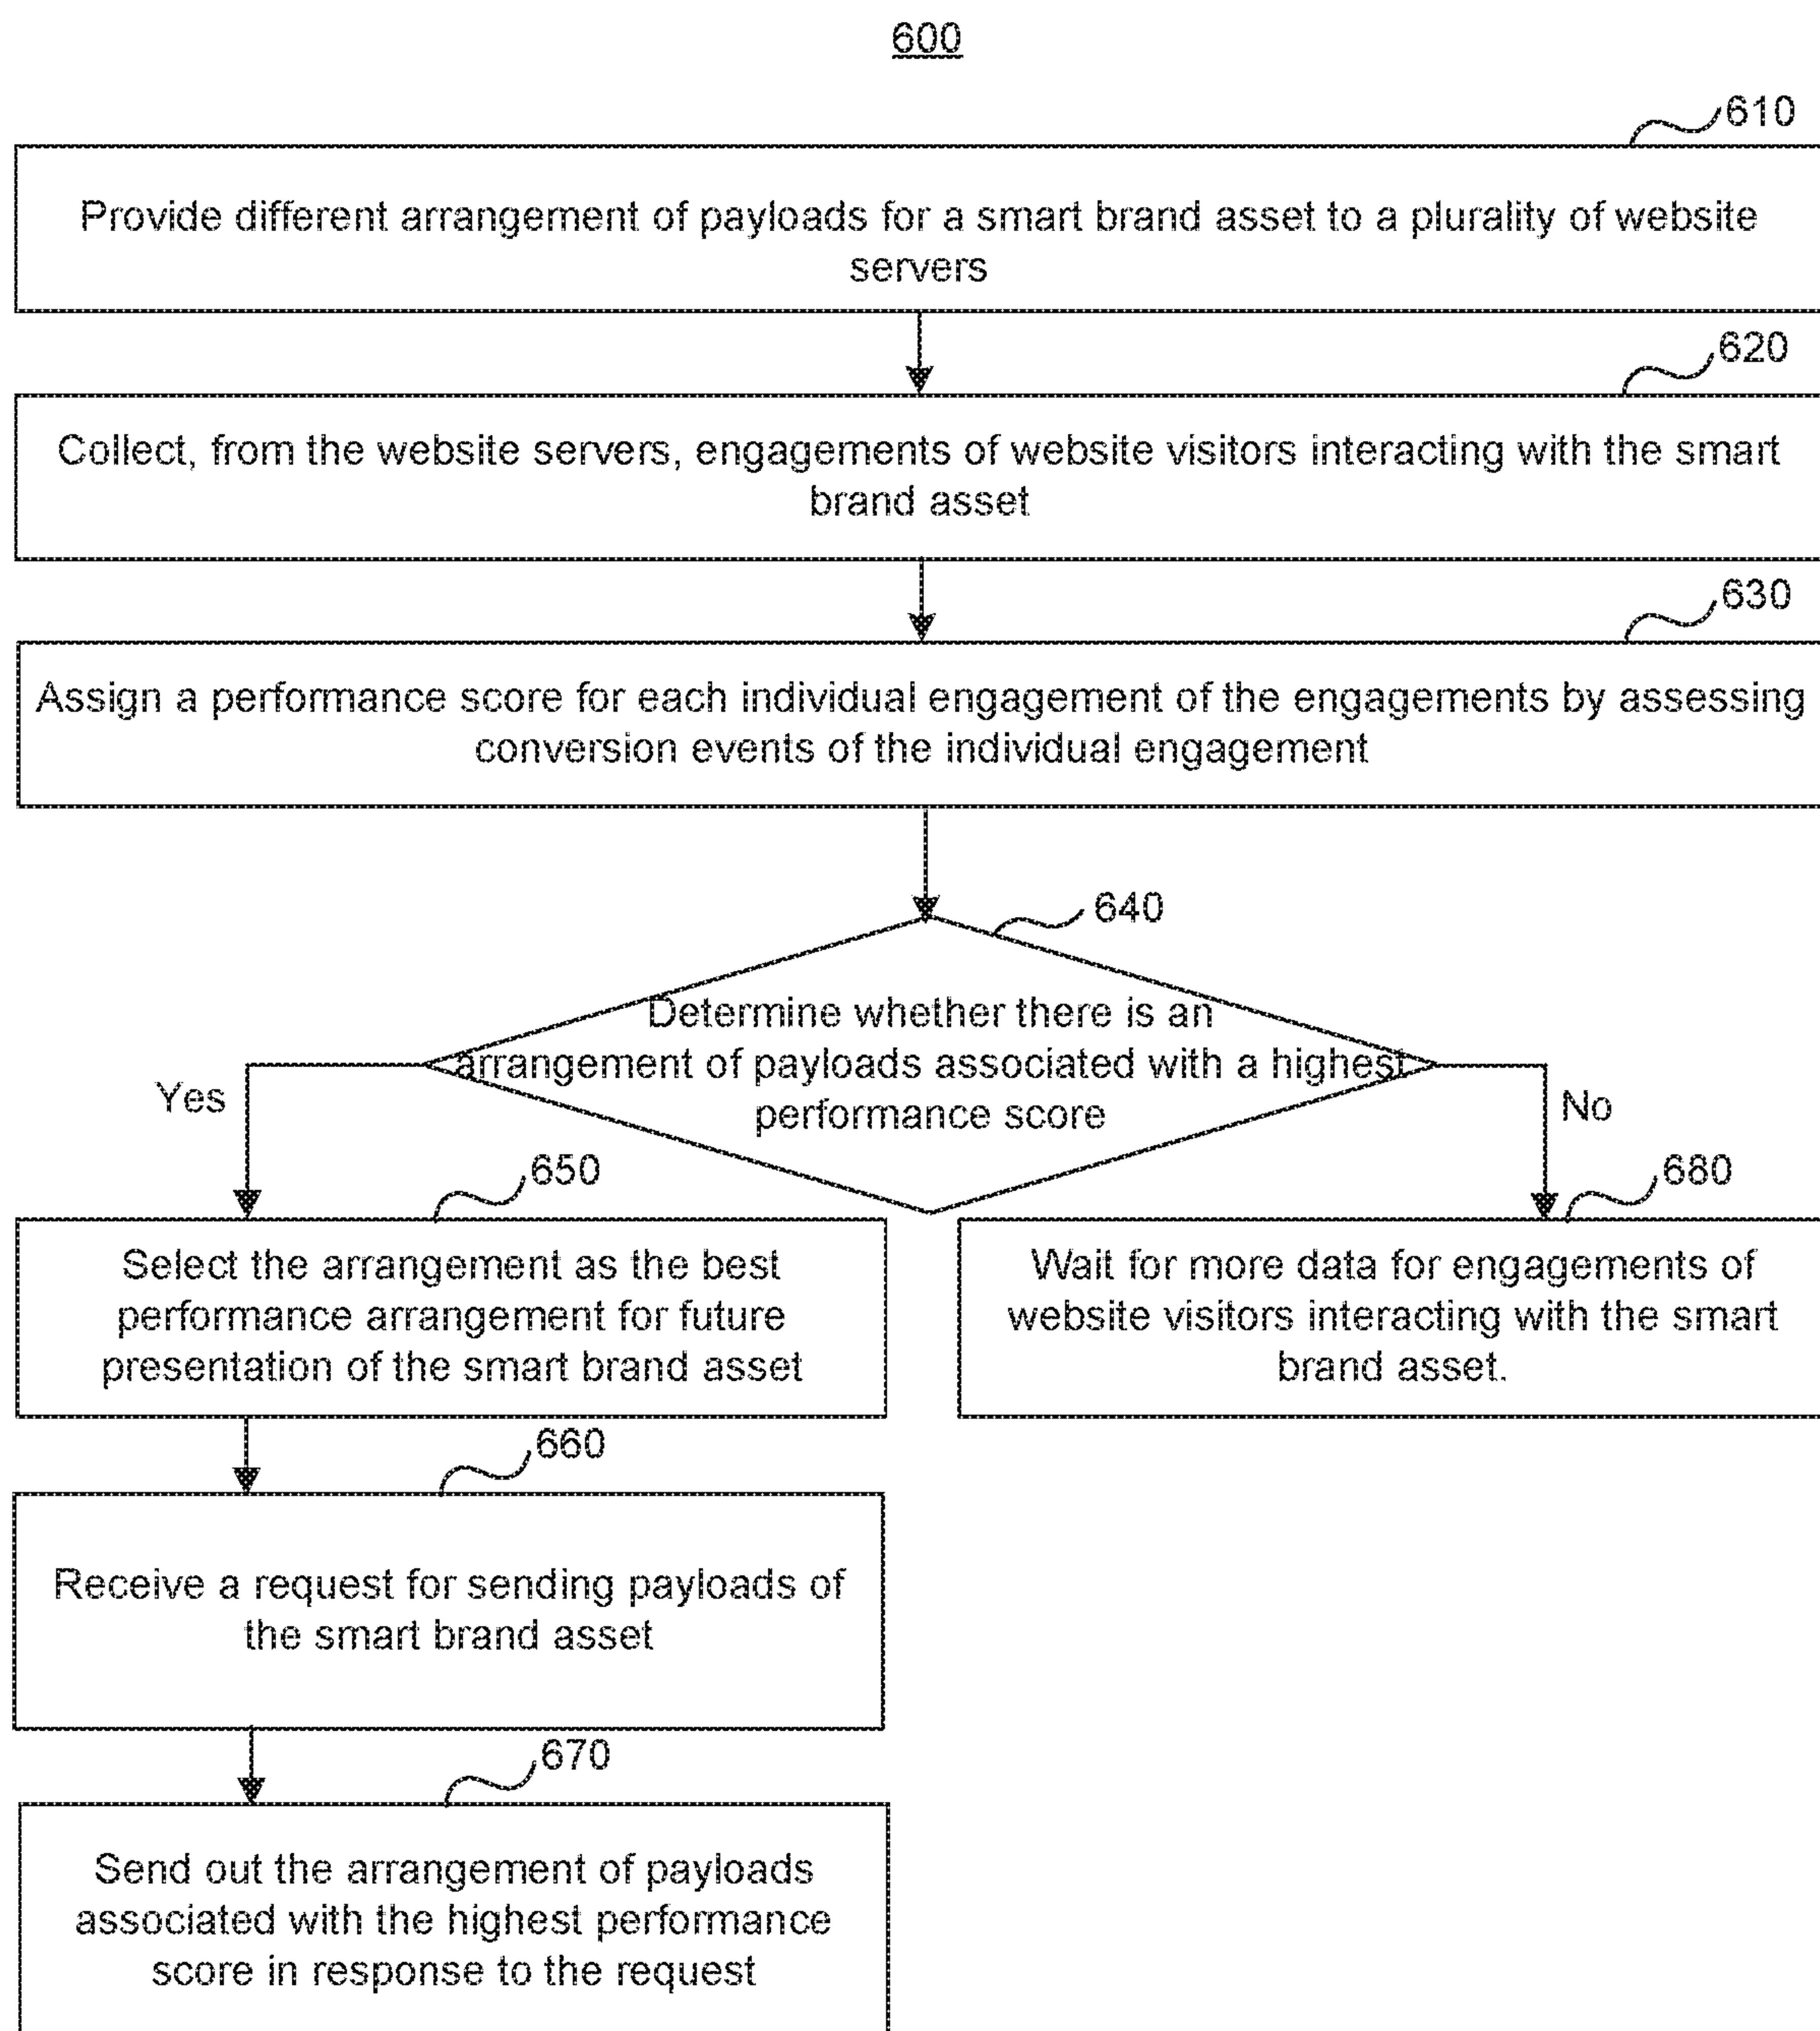 600
610
Provide different arrangement of payloads for a smart brand asset to a plurality of website
servers
620
Collect, from the website servers, engagements of website visitors interacting with the smart
brand asset
630
Assign a performance score for each individual engagement of the engagements by assessing
conversion events of the individual engagement
640
Determine whether there is an
arrangement of payloads associated with a highest
performance score
Yes
No
650
Select the arrangement as the best
performance arrangement for future
presentation of the smart brand asset
680
Wait for more data for engagements of
website visitors interacting with the smart
brand asset.
660
Receive a request for sending payloads of
the smart brand asset
670
Send out the arrangement of payloads
associated with the highest performance
score in response to the request